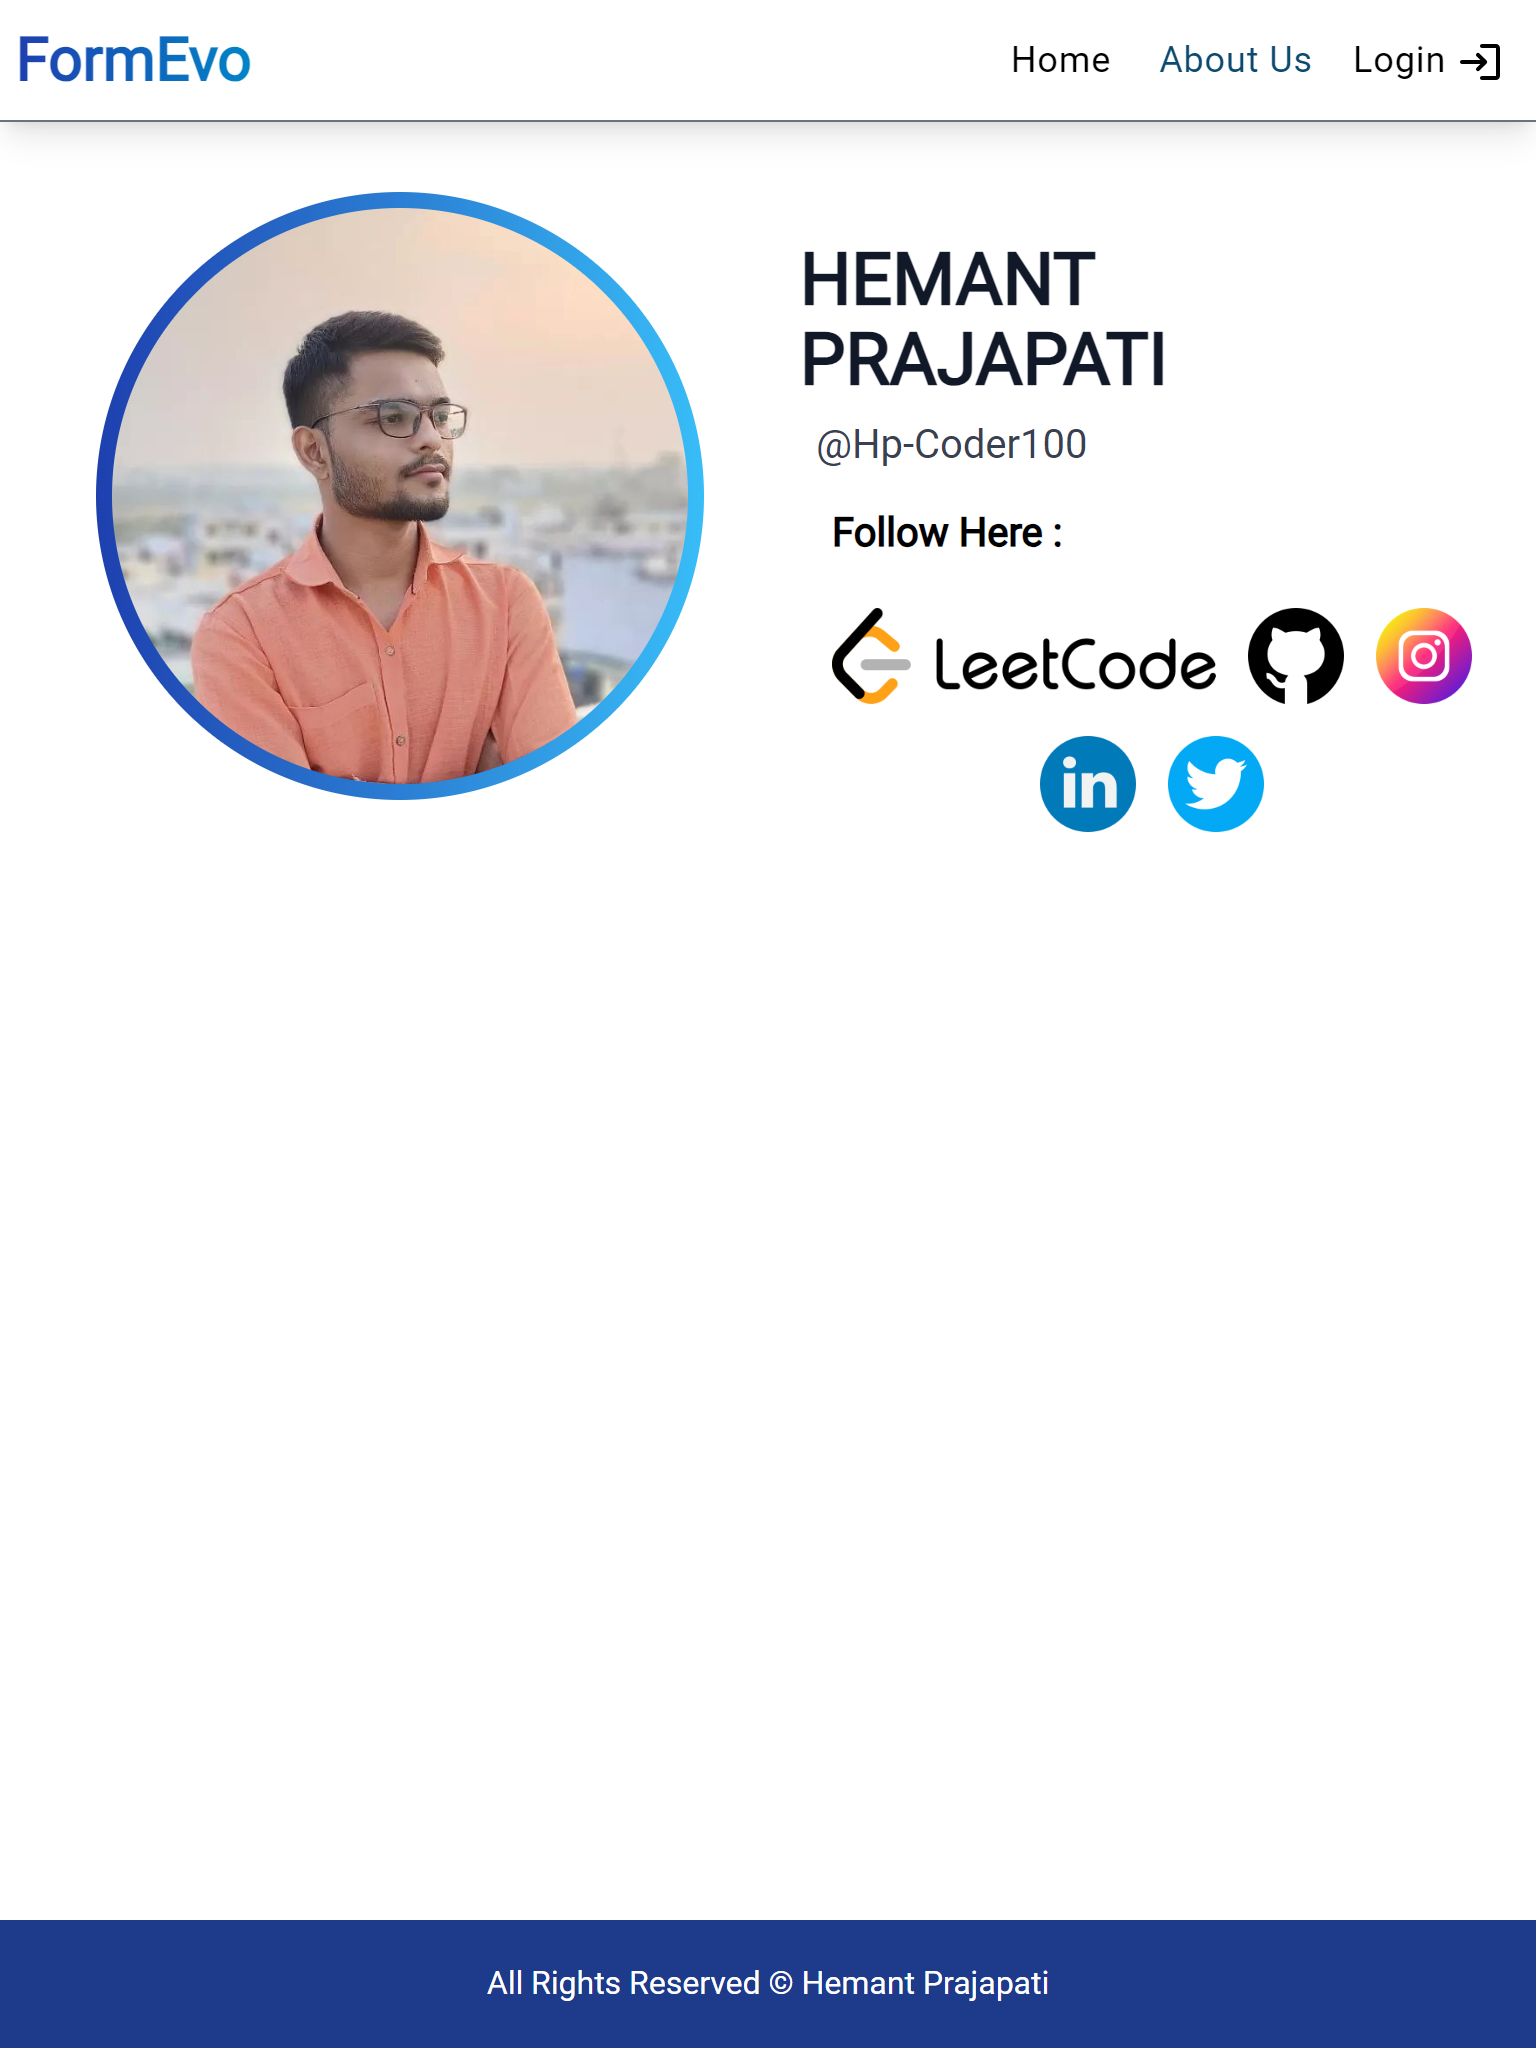 FormEvo
Home About Us Login
HEMANT
PRAJAPATI
@Hp-Coder100
Follow Here :
LeetCode
in
All Rights Reserved © Hemant Prajapati